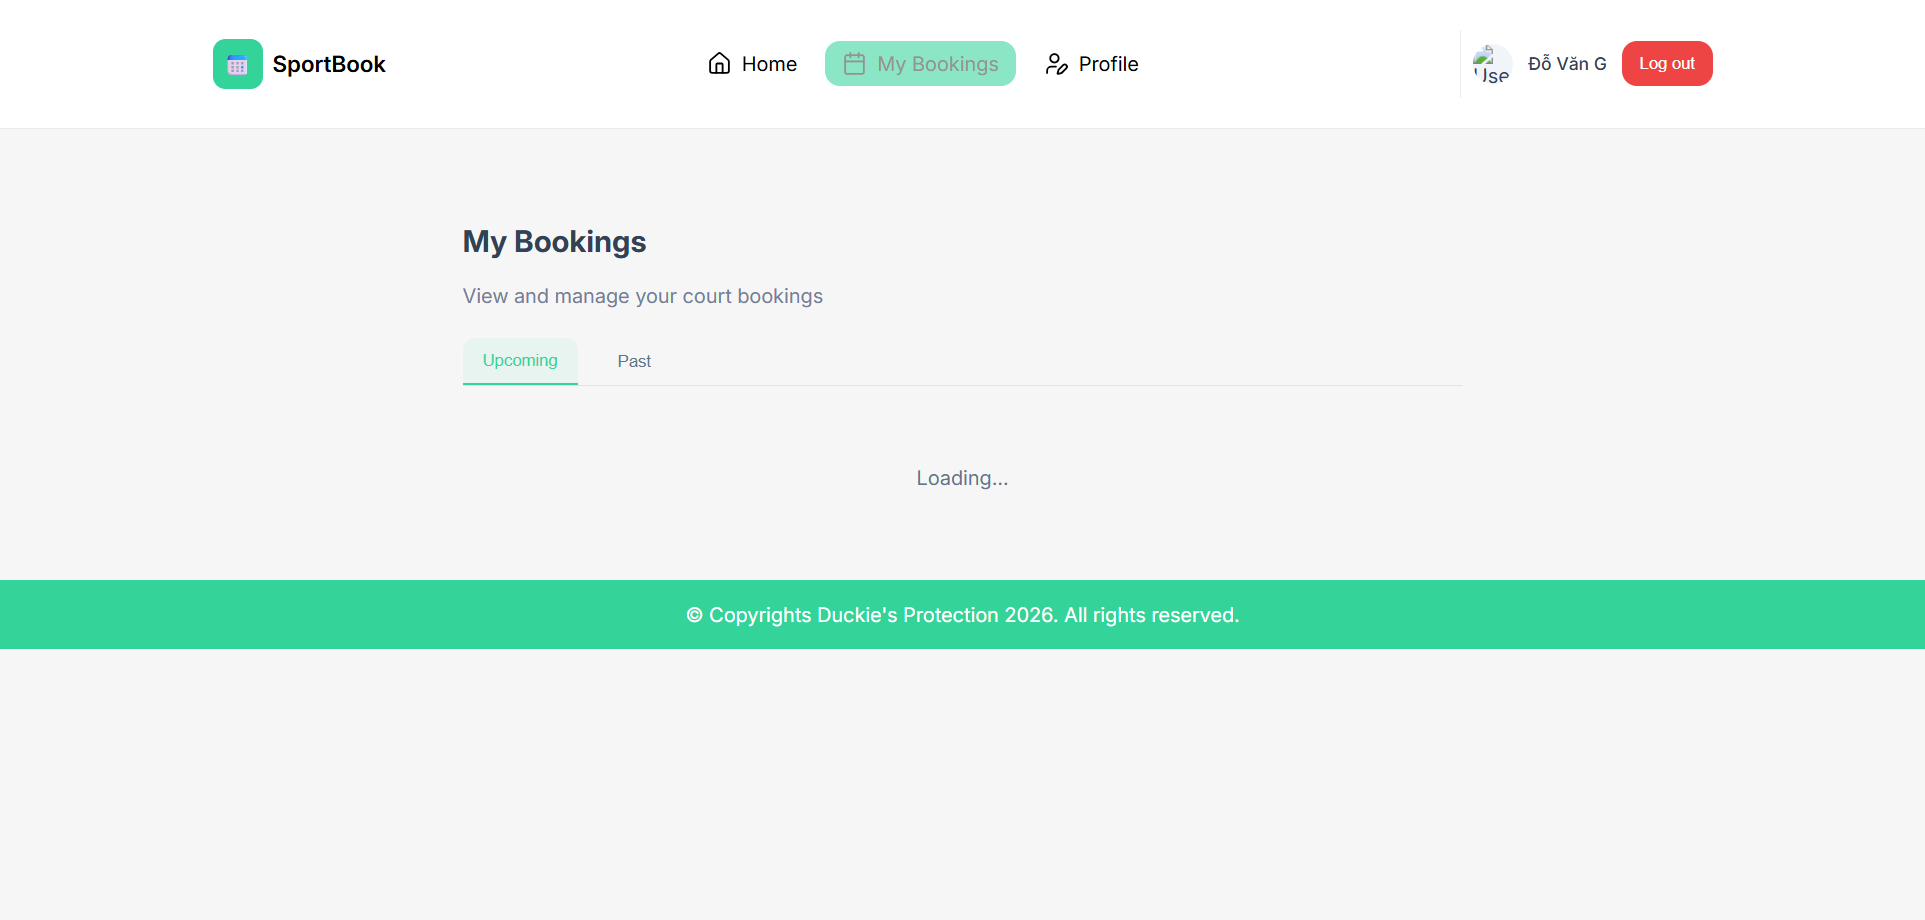 SportBook
Home
My Bookings
Profile
Use
Đỗ Văn G
Log out
My Bookings
View and manage your court bookings
Upcoming
Past
Loading...
© Copyrights Duckie's Protection 2026. All rights reserved.